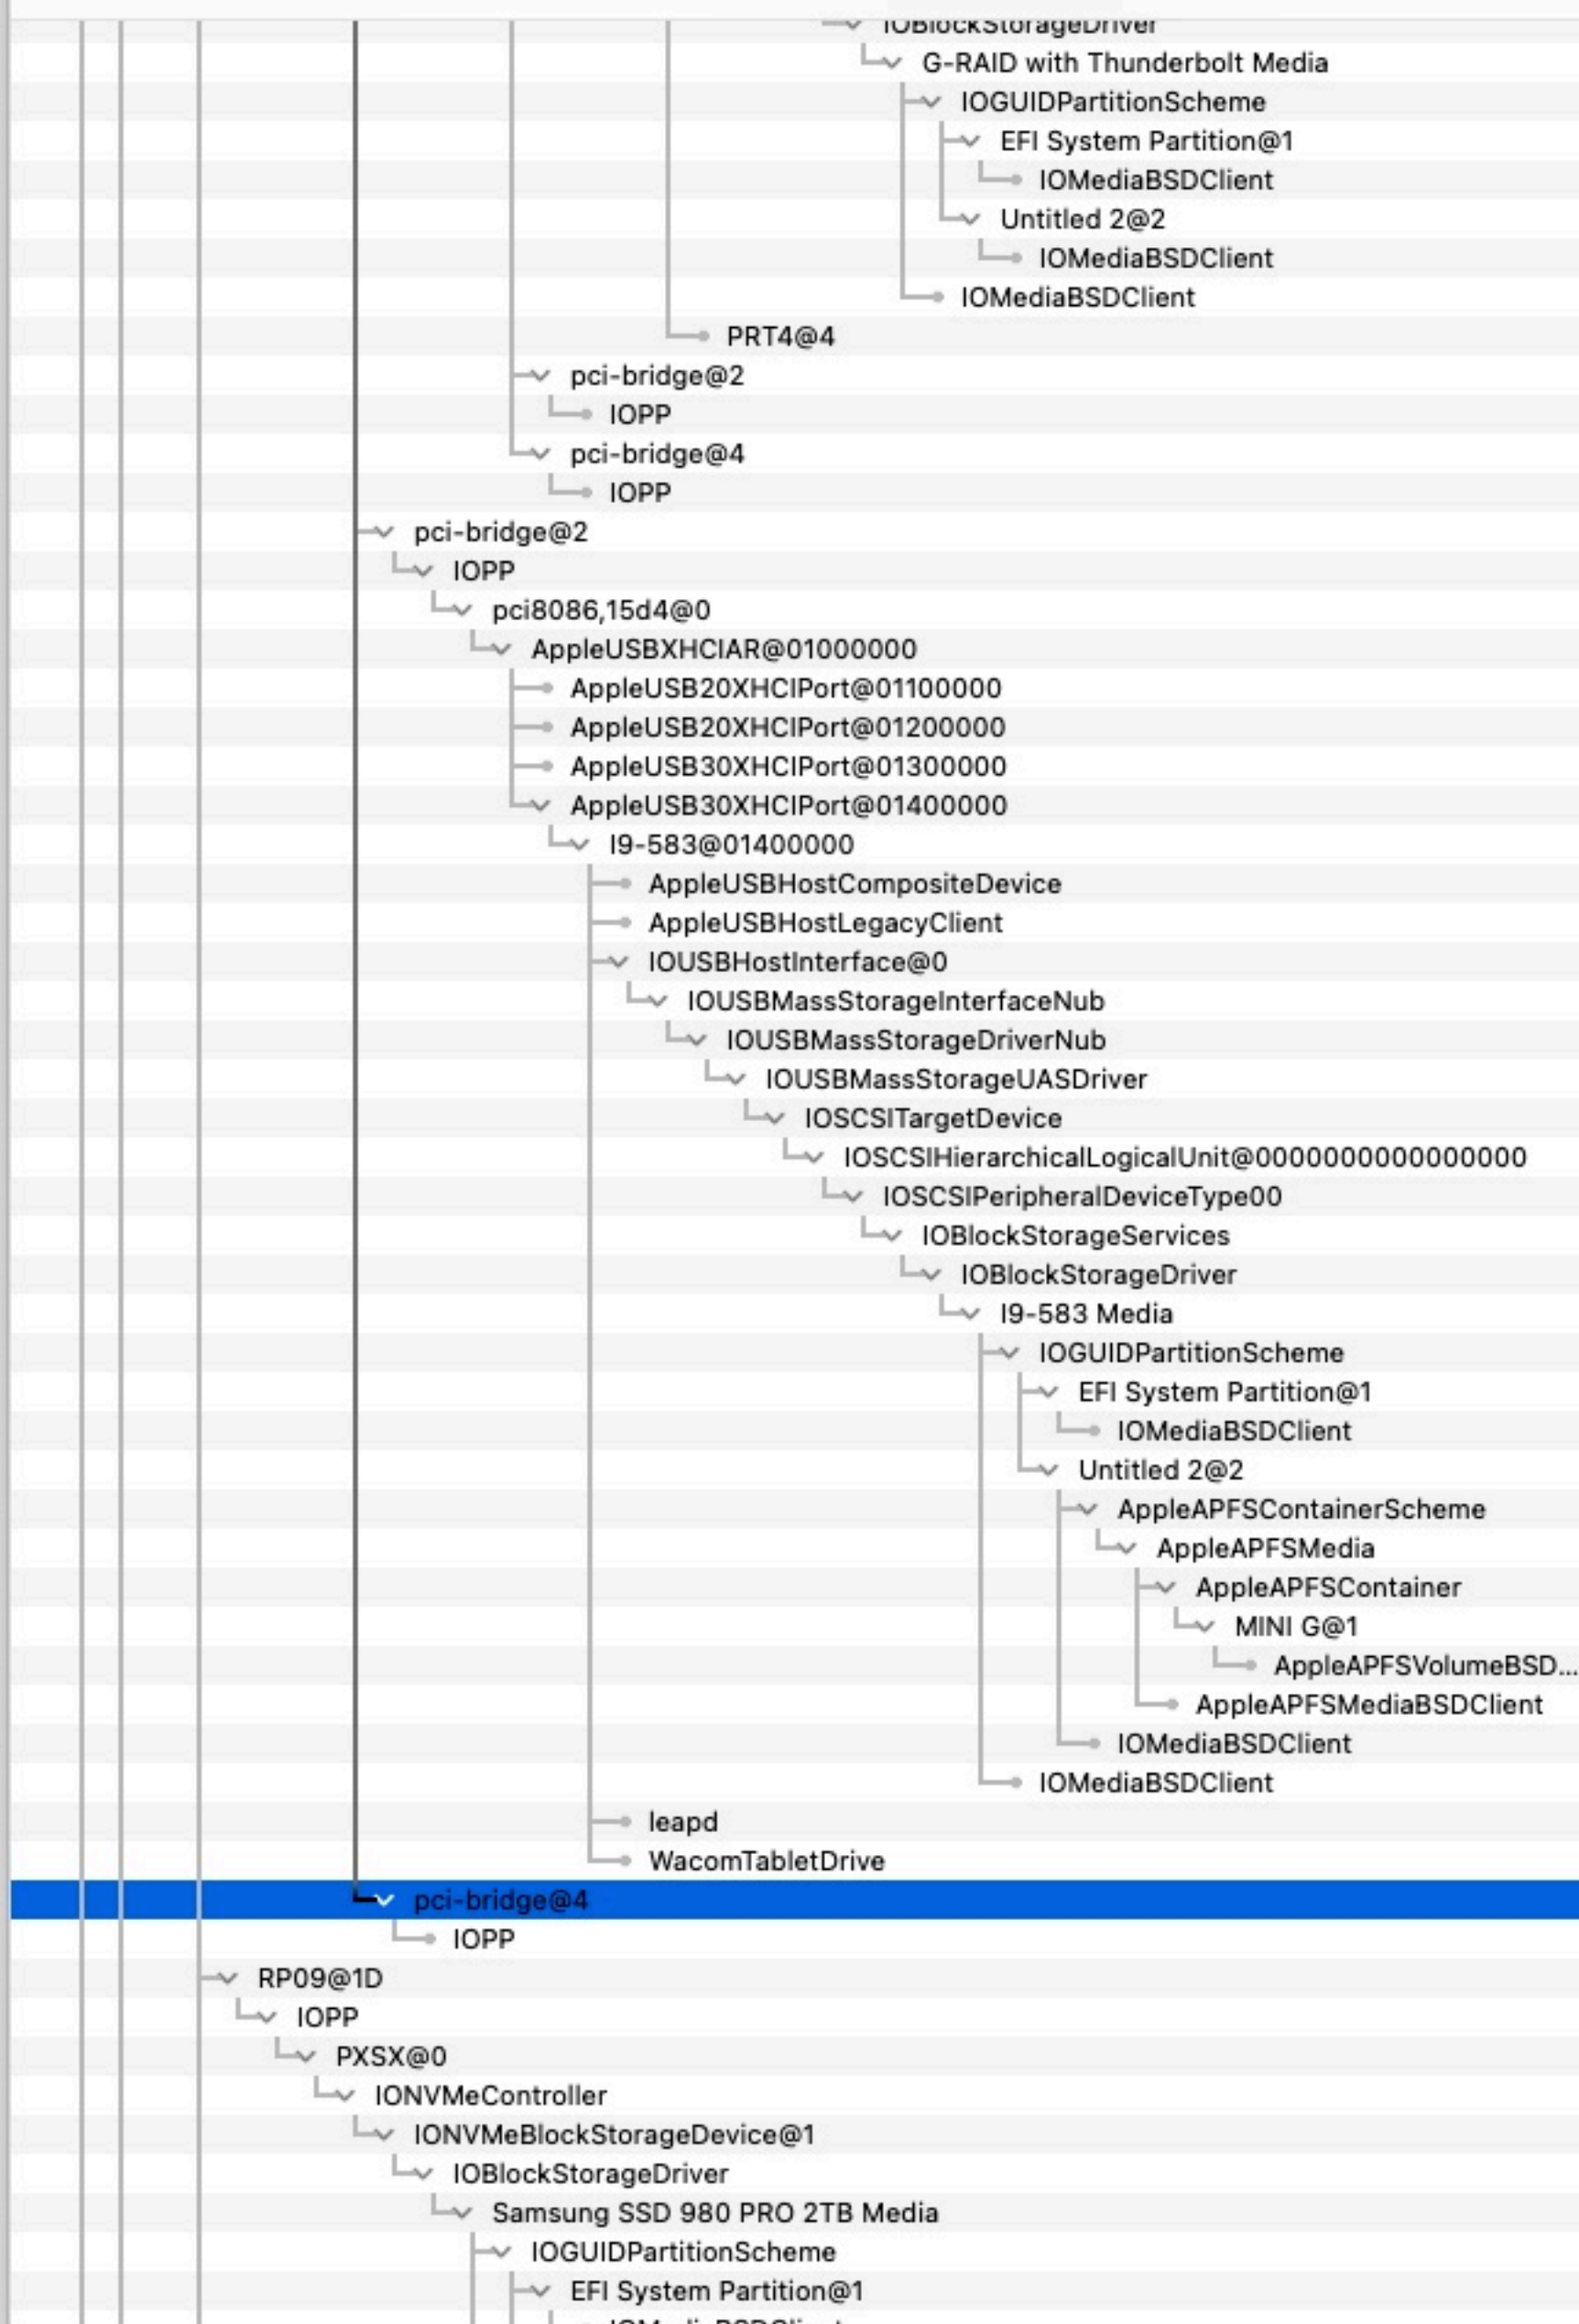 IOBlockStorageDriver
G-RAID with Thunderbolt Media
IOGUIDPartitionScheme
EFI System Partition@1
IOMediaBSDClient
Untitled 2@2
IOMediaBSDClient
IOMediaBSDClient
PRT4@4
pci-bridge@2
IOPP
pci-bridge@4
IOPP
pci-bridge@2
IOPP
pci8086,15d4@0
AppleUSBXHCIAR@01000000
AppleUSB20XHCIPort@01100000
AppleUSB20XHCIPort@01200000
AppleUSB30XHCIPort@01300000
AppleUSB30XHCIPort@01400000
I9-583@01400000
AppleUSBHostCompositeDevice
AppleUSBHostLegacyClient
IOUSBHostInterface@0
IOUSBMassStorageInterfaceNub
IOUSBMassStorageDriverNub
IOUSBMassStorageUASDriver
IOSCSITargetDevice
IOSCSIHierarchicalLogicalUnit@0000000000000000
IOSCSIPeripheralDeviceType00
IOBlockStorageServices
IOBlockStorageDriver
I9-583 Media
IOGUIDPartitionScheme
EFI System Partition@1
IOMediaBSDClient
Untitled 2@2
AppleAPFSContainerScheme
AppleAPFSMedia
AppleAPFSContainer
MINI G@1
AppleAPFSVolumeBSD...
AppleAPFSMediaBSDClient
IOMediaBSDClient
IOMediaBSDClient
leapd
WacomTabletDrive
pci-bridge@4
IOPP
RP09@1D
IOPP
PXSX@0
IONVMeController
IONVMeBlockStorageDevice@1
IOBlockStorageDriver
Samsung SSD 980 PRO 2TB Media
IOGUIDPartitionScheme
EFI System Partition@1